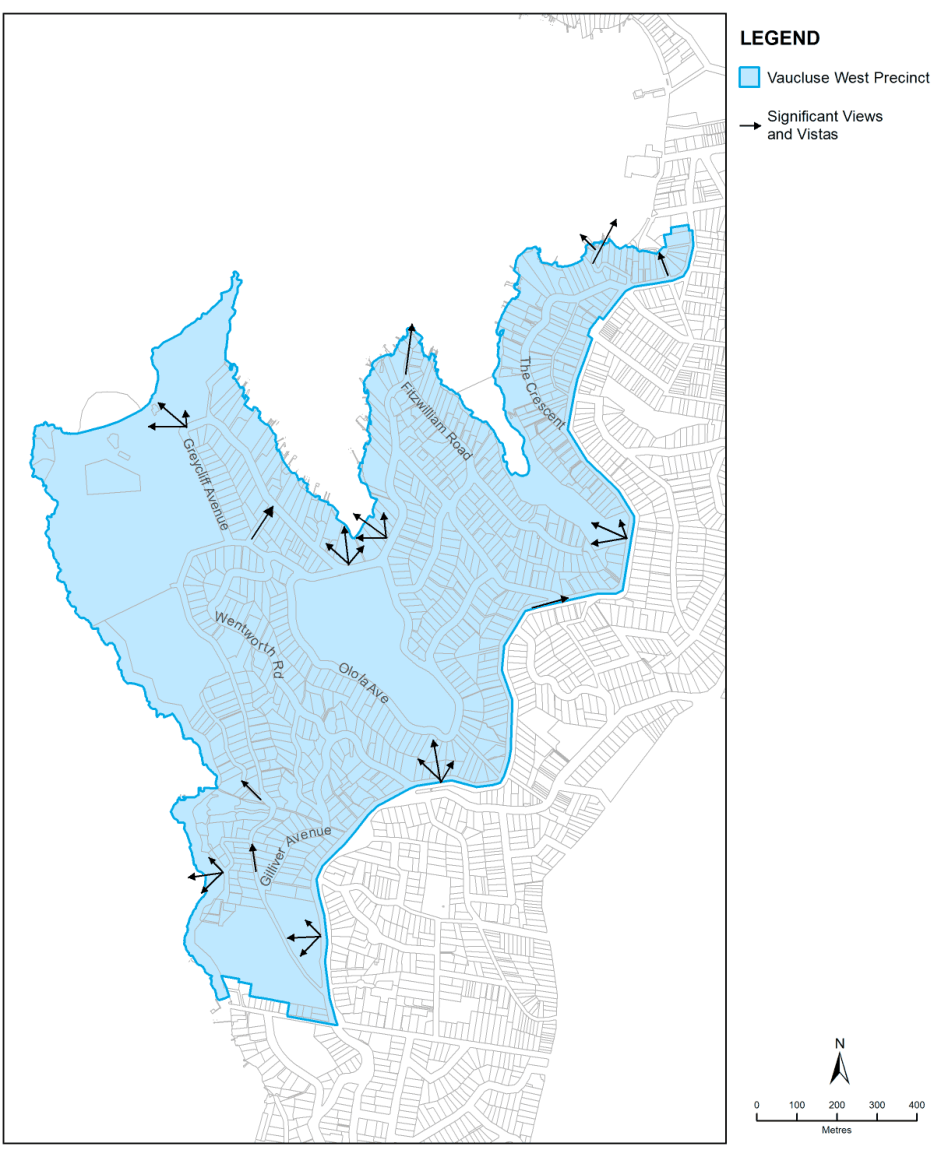 LEGEND
Vaucluse West Precinct
Significant Views
and Vistas
The Crescent
Fitzwilliam Road
Greycliff Avenue
Wentworth Rd
Olola Ave
Gilliver Avenue
N
0 100 200 300 400
Metres